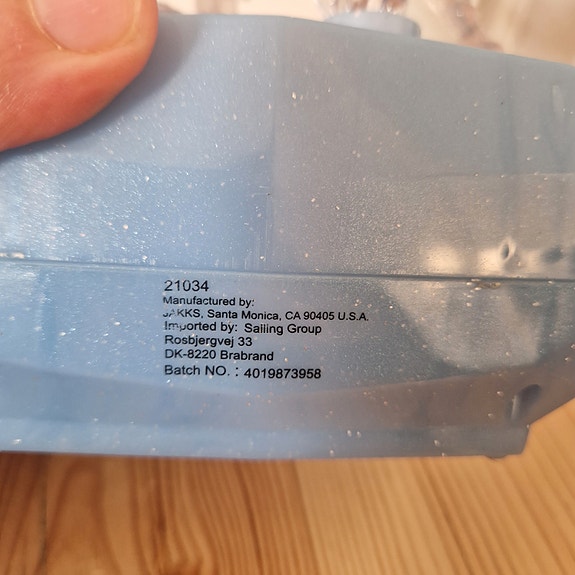 21034
Manufactured by:
JAKKS, Santa Monica, CA 90405 U.S.A.
Imported by: Sailing Group
Rosbjergvej 33
DK-8220 Brabrand
Batch NO. : 4019873958